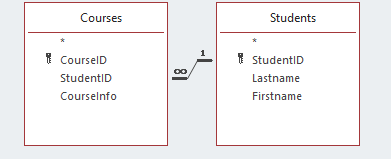 Courses
*
CourseID
StudentID
CourseInfo
∞
1
Students
*
StudentID
Lastname
Firstname